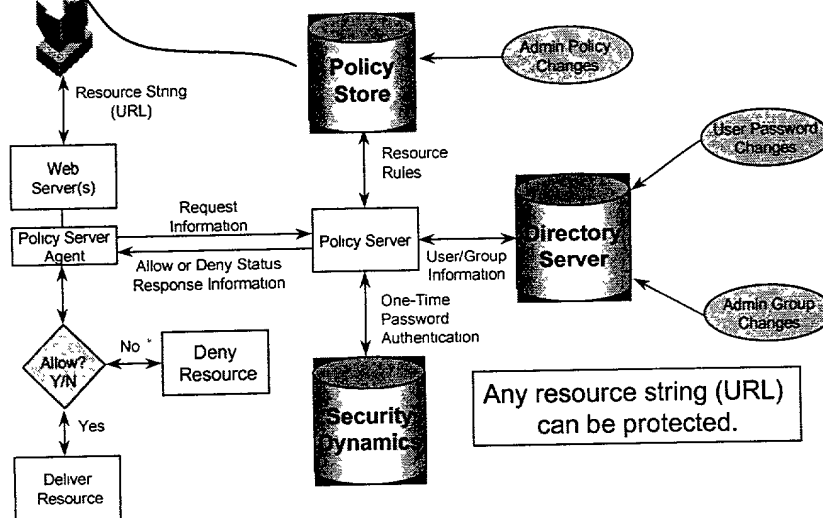 Resource String
(URL)
Policy
Store
Admin Policy
Changes
Web
Server(s)
Resource
Rules
User Password
Changes
Request
Information
Policy Server
Agent
Policy Server
Allow or Deny Status
Response Information
User/Group
Information
Directory
Server
One-Time
Password
Authentication
Admin Group
Changes
Allow?
Y/N
No
Deny
Resource
Security
Dynamics
Any resource string (URL)
can be protected.
Yes
Deliver
Resource